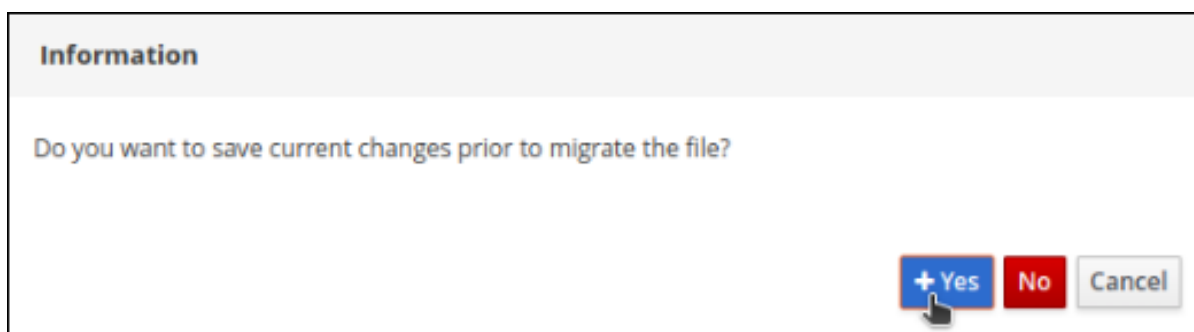 Information
Do you want to save current changes prior to migrate the file?
+ Yes No Cancel